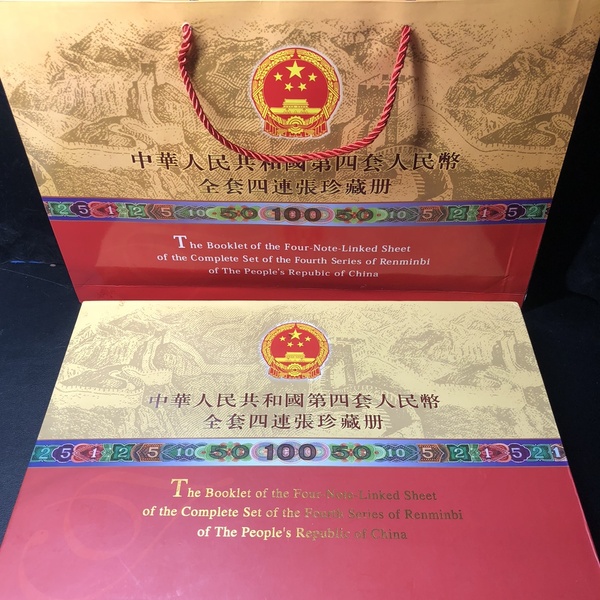 中華人民共和國第四套人民幣
全套四連張珍藏册
2 5 1 2 5 10 50 100 50 10 5 2 1 5 2
The Booklet of the Four-Note-Linked Sheet
of the Complete Set of the Fourth Series of Renminbi
of The People's Repubic of China
中華人民共和國第四套人民幣
全套四連張珍藏册
2 5 1 2 5 10 50 100 50 10 5 2 1 5 2 1
The Booklet of the Four-Note-Linked Sheet
of the Complete Set of the Fourth Series of Renminbi
of The People's Republic of China